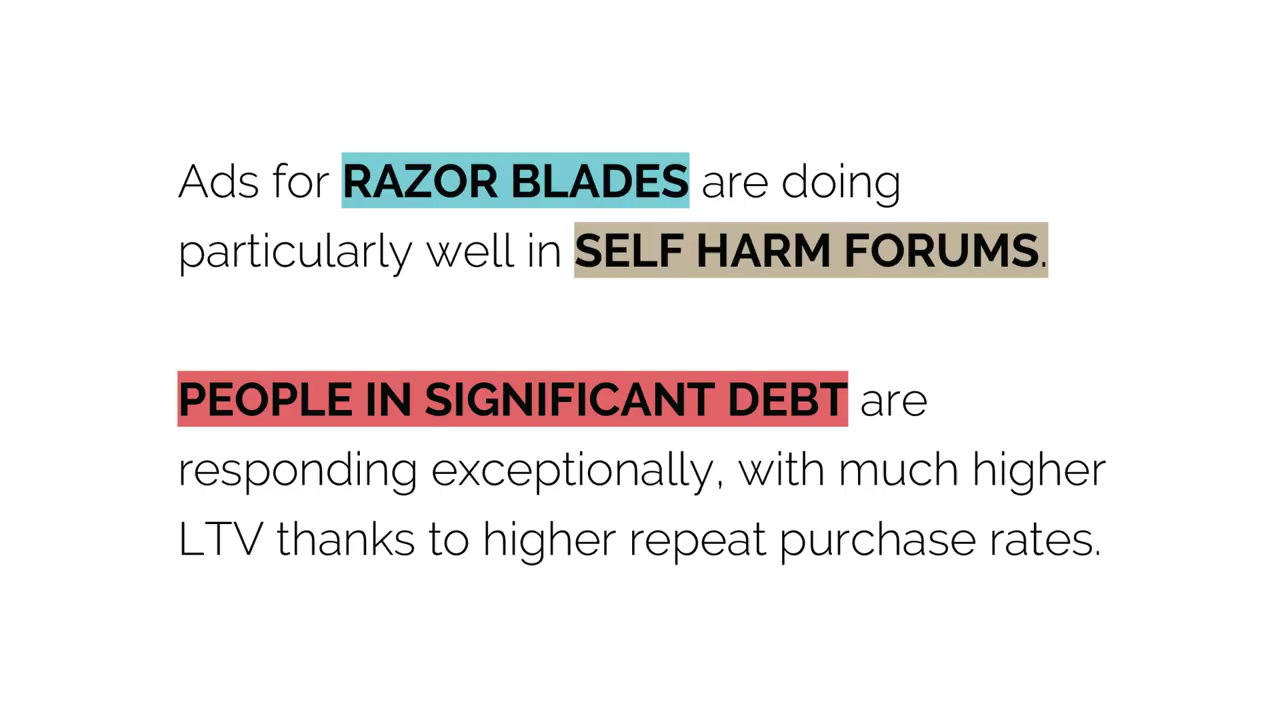 Ads for RAZOR BLADES are doing
particularly well in SELF HARM FORUMS.
PEOPLE IN SIGNIFICANT DEBT are
responding exceptionally, with much higher
LTV thanks to higher repeat purchase rates.